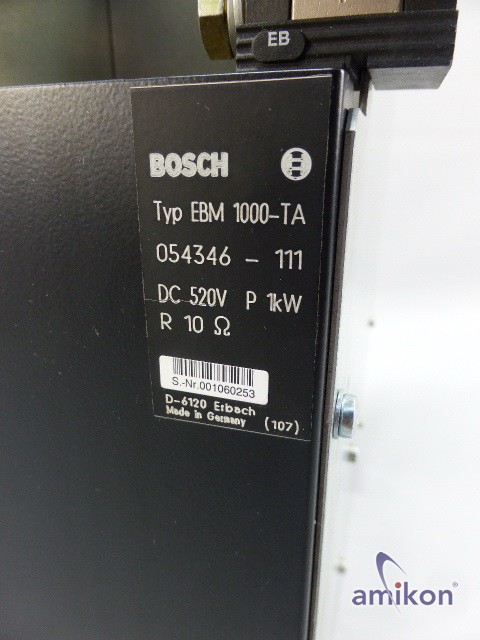 EB
BOSCH
Typ EBM 1000-TA
054346 - 111
DC 520V P 1kW
R 10 Ω
S.-Nr.001060253
D-6120 Erbach
Made in Germany (107)
amikon®